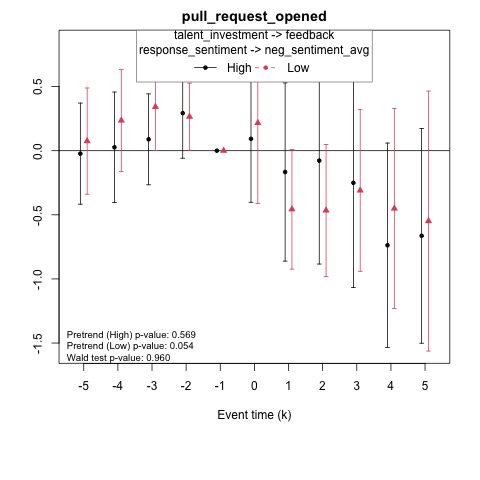 pull_request_opened
talent_investment -> feedback
response_sentiment -> neg_sentiment_avg
High Low
0.5
0.0
-0.5
-1.0
-1.5
Pretrend (High) p-value: 0.569
Pretrend (Low) p-value: 0.054
Wald test p-value: 0.960
-5 -4 -3 -2 -1 0 1 2 3 4 5
Event time (k)